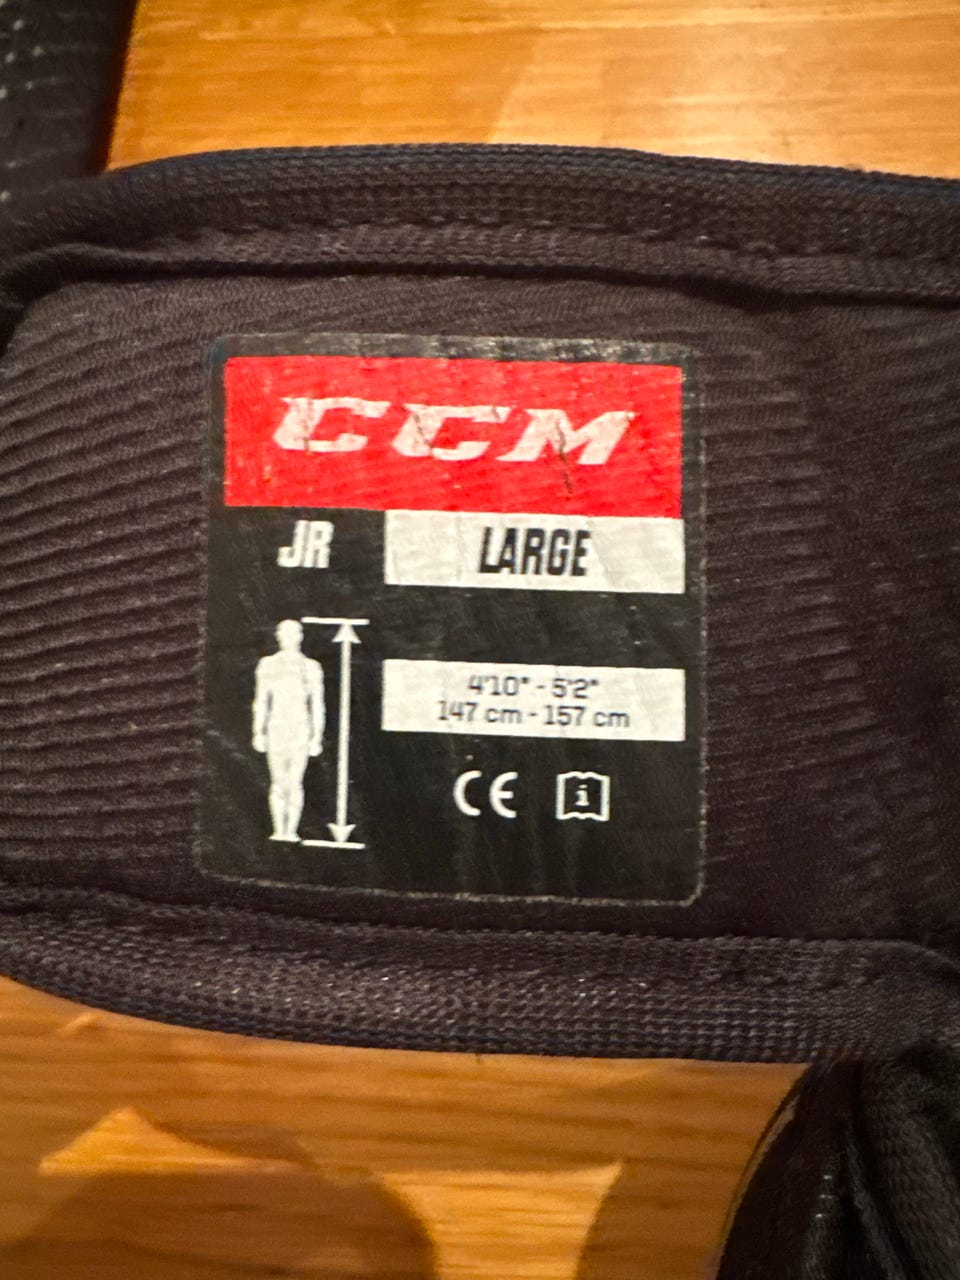 CCM
JR LARGE
4'10" - 5'2"
147 cm - 157 cm
CE i